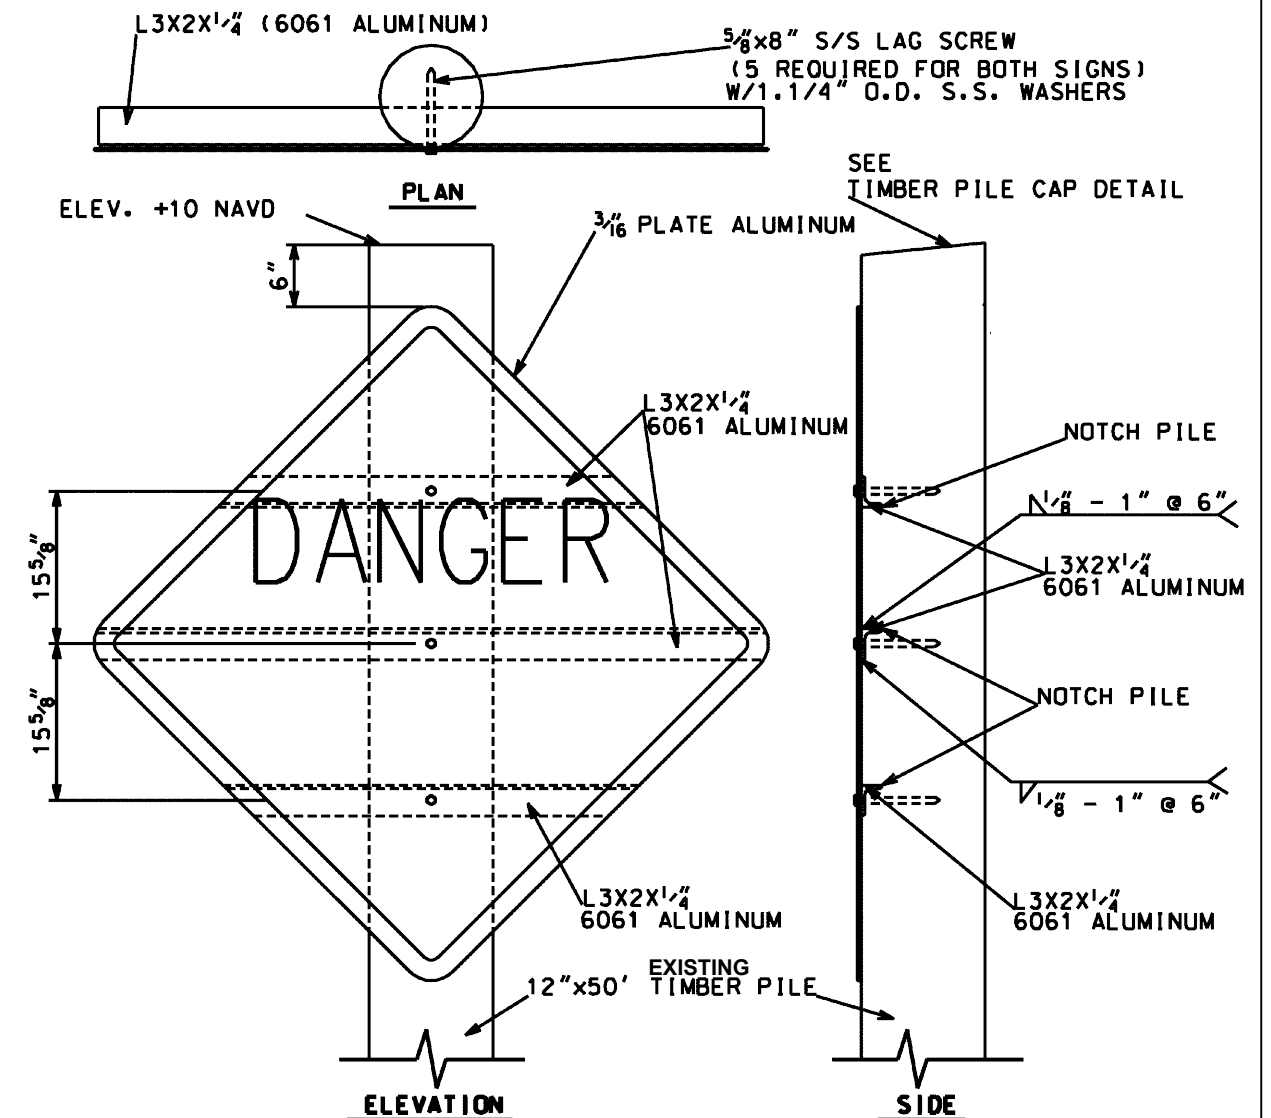 L3X2X1/4" (6061 ALUMINUM)
5/8"x8" S/S LAG SCREW
(5 REQUIRED FOR BOTH SIGNS)
W/1.1/4" O.D. S.S. WASHERS
PLAN
SEE
TIMBER PILE CAP DETAIL
ELEV. +10 NAVD
3/16" PLATE ALUMINUM
6"
L3X2X1/4"
6061 ALUMINUM
NOTCH PILE
DANGER
1/8" - 1" @ 6"
15 5/8"
L3X2X1/4"
6061 ALUMINUM
NOTCH PILE
15 5/8"
1/8" - 1" @ 6"
L3X2X1/4"
6061 ALUMINUM
L3X2X1/4"
6061 ALUMINUM
EXISTING
12"x50' TIMBER PILE
ELEVATION
SIDE